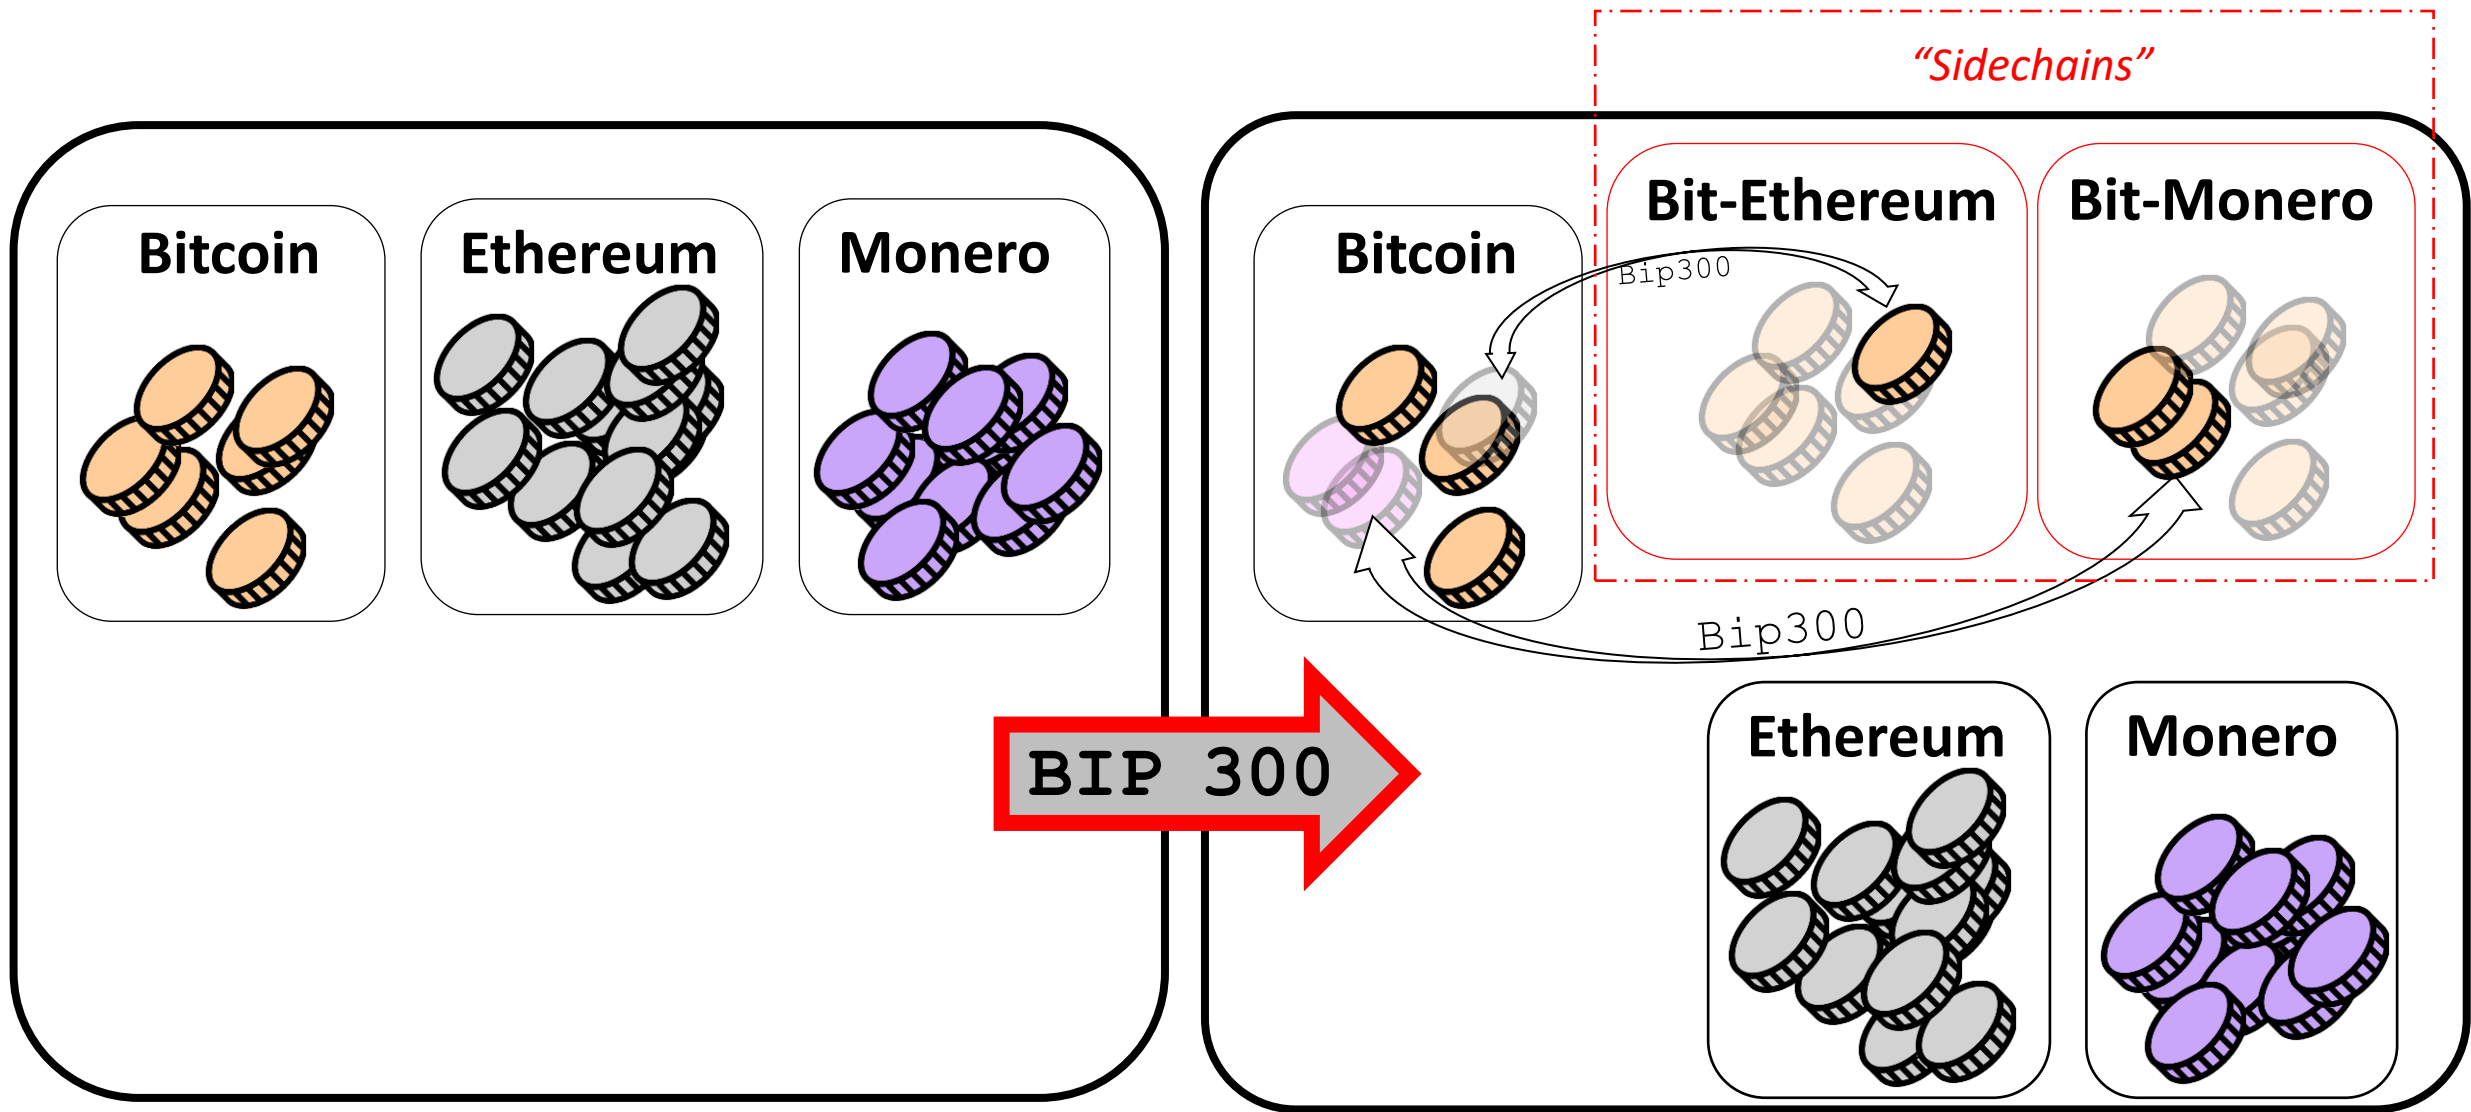 “Sidechains”
Bitcoin
Ethereum
Monero
Bitcoin
Bit-Ethereum
Bit-Monero
Bip300
Bip300
BIP 300
Ethereum
Monero